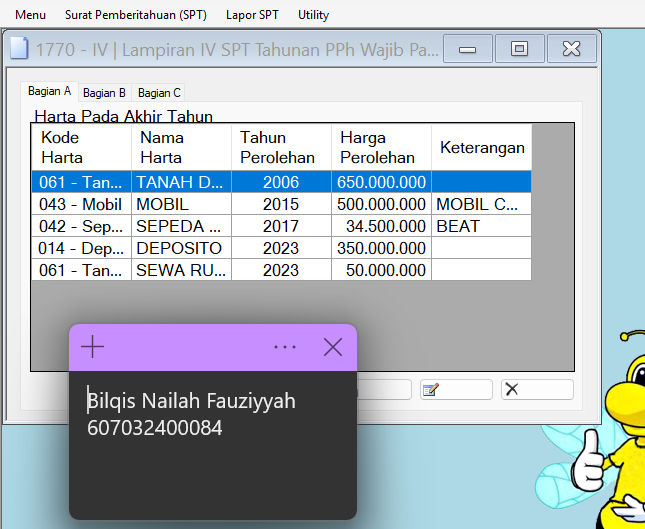 Menu Surat Pemberitahuan (SPT) Lapor SPT Utility
1770 - IV | Lampiran IV SPT Tahunan PPh Wajib Pa...
Bagian A Bagian B Bagian C
Harta Pada Akhir Tahun
Kode Harta Nama Harta Tahun Perolehan Harga Perolehan Keterangan
061 - Tan... TANAH D... 2006 650.000.000
043 - Mobil MOBIL 2015 500.000.000 MOBIL C...
042 - Sep... SEPEDA ... 2017 34.500.000 BEAT
014 - Dep... DEPOSITO 2023 350.000.000
061 - Tan... SEWA RU... 2023 50.000.000
Bilqis Nailah Fauziyyah
607032400084